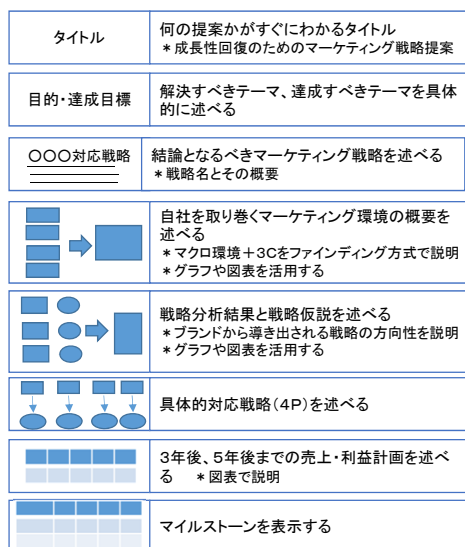 タイトル
何の提案かがすぐにわかるタイトル
*成長性回復のためのマーケティング戦略提案
目的・達成目標
解決すべきテーマ、達成すべきテーマを具体
的に述べる
〇〇〇対応戦略
結論となるべきマーケティング戦略を述べる
*戦略名とその概要
自社を取り巻くマーケティング環境の概要を
述べる
*マクロ環境+3Cをファインディング方式で説明
*グラフや図表を活用する
戦略分析結果と戦略仮説を述べる
*ブランドから導き出される戦略の方向性を説明
*グラフや図表を活用する
具体的対応戦略(4P)を述べる
3年後、5年後までの売上・利益計画を述べ
る *図表で説明
マイルストーンを表示する